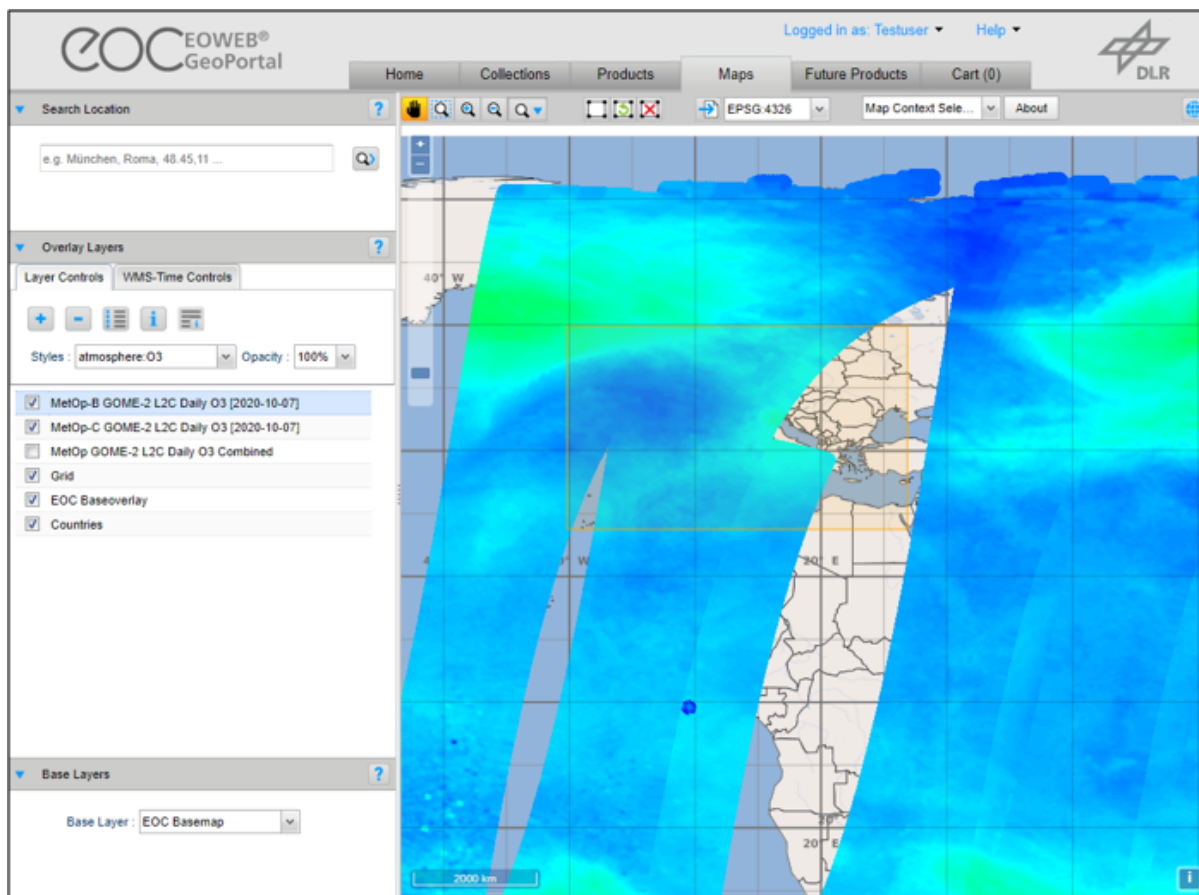 eoc EOWEB®
GeoPortal
Logged in as: Testuser Help
DLR
Home Collections Products Maps Future Products Cart (0)
Search Location ?
EPSG:4326 Map Context Sele... About
e.g. München, Roma, 48.45,11 ...
+
−
Overlay Layers ?
Layer Controls WMS-Time Controls
40° W
+ - i
Styles : atmosphere:O3 Opacity : 100%
MetOp-B GOME-2 L2C Daily O3 [2020-10-07]
MetOp-C GOME-2 L2C Daily O3 [2020-10-07]
MetOp GOME-2 L2C Daily O3 Combined
Grid
EOC Baseoverlay
Countries
W 20° E
Base Layers ?
Base Layer : EOC Basemap
20°
20° E
2000 km i